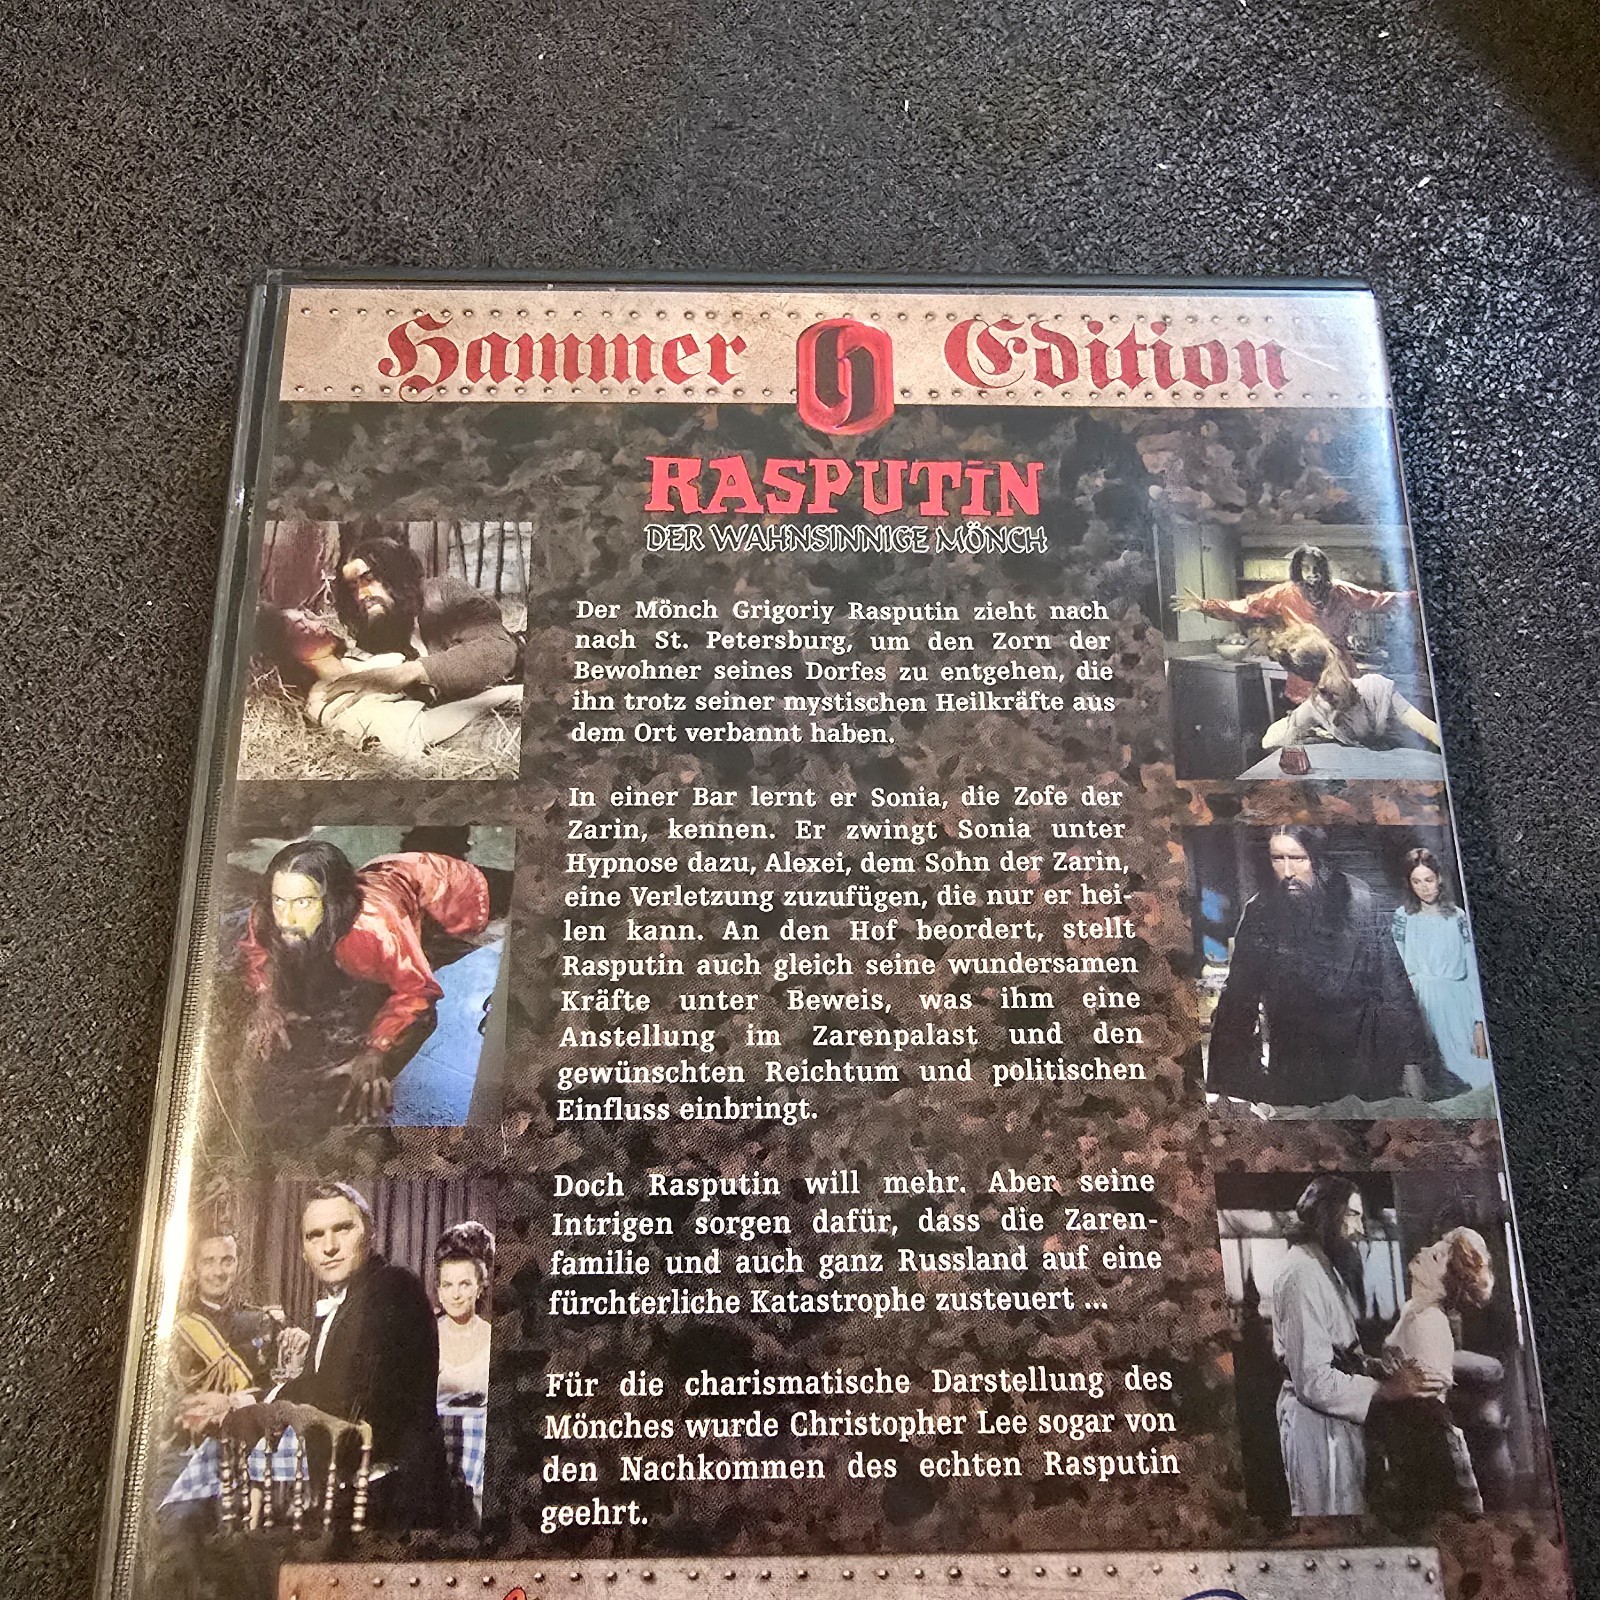 Hammer Edition
RASPUTIN
DER WAHNSINNIGE MÖNCH
Der Mönch Grigoriy Rasputin zieht nach
nach St. Petersburg, um den Zorn der
Bewohner seines Dorfes zu entgehen, die
ihn trotz seiner mystischen Heilkräfte aus
dem Ort verbannt haben.
In einer Bar lernt er Sonia, die Zofe der
Zarin, kennen. Er zwingt Sonia unter
Hypnose dazu, Alexei, dem Sohn der Zarin,
eine Verletzung zuzufügen, die nur er hei-
len kann. An den Hof beordert, stellt
Rasputin auch gleich seine wundersamen
Kräfte unter Beweis, was ihm eine
Anstellung im Zarenpalast und den
gewünschten Reichtum und politischen
Einfluss einbringt.
Doch Rasputin will mehr. Aber seine
Intrigen sorgen dafür, dass die Zaren-
familie und auch ganz Russland auf eine
fürchterliche Katastrophe zusteuert ...
Für die charismatische Darstellung des
Mönches wurde Christopher Lee sogar von
den Nachkommen des echten Rasputin
geehrt.